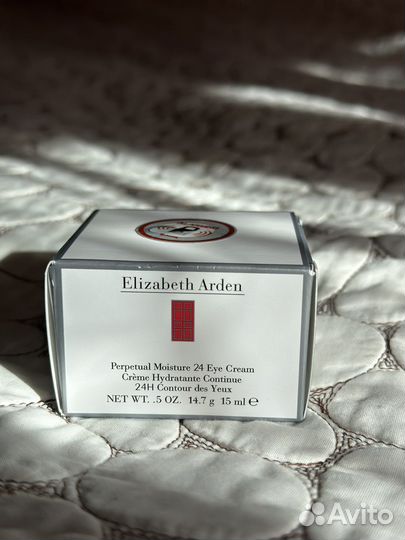 Elizabeth Arden
Perpetual Moisture 24 Eye Cream
Crème Hydratante Continue
24H Contour des Yeux
NET WT. .5 OZ. 14.7 g 15 ml ℮
Avito